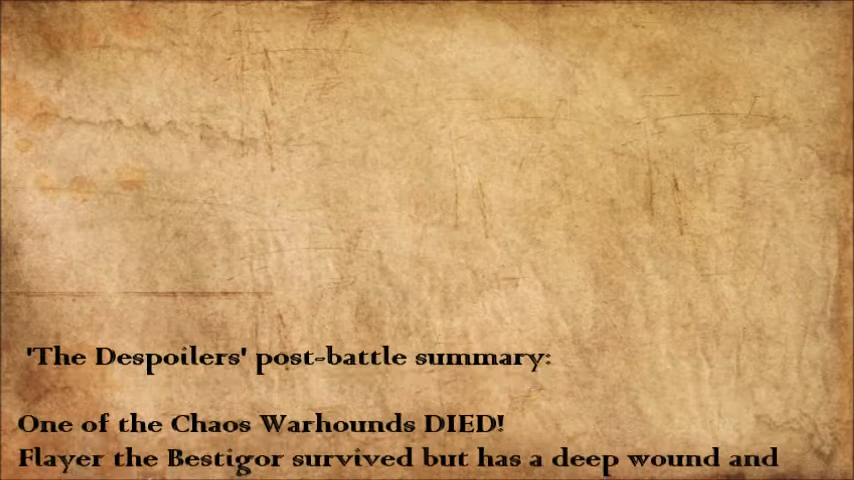 'The Despoilers' post-battle summary:
One of the Chaos Warhounds DIED!
Flayer the Bestigor survived but has a deep wound and